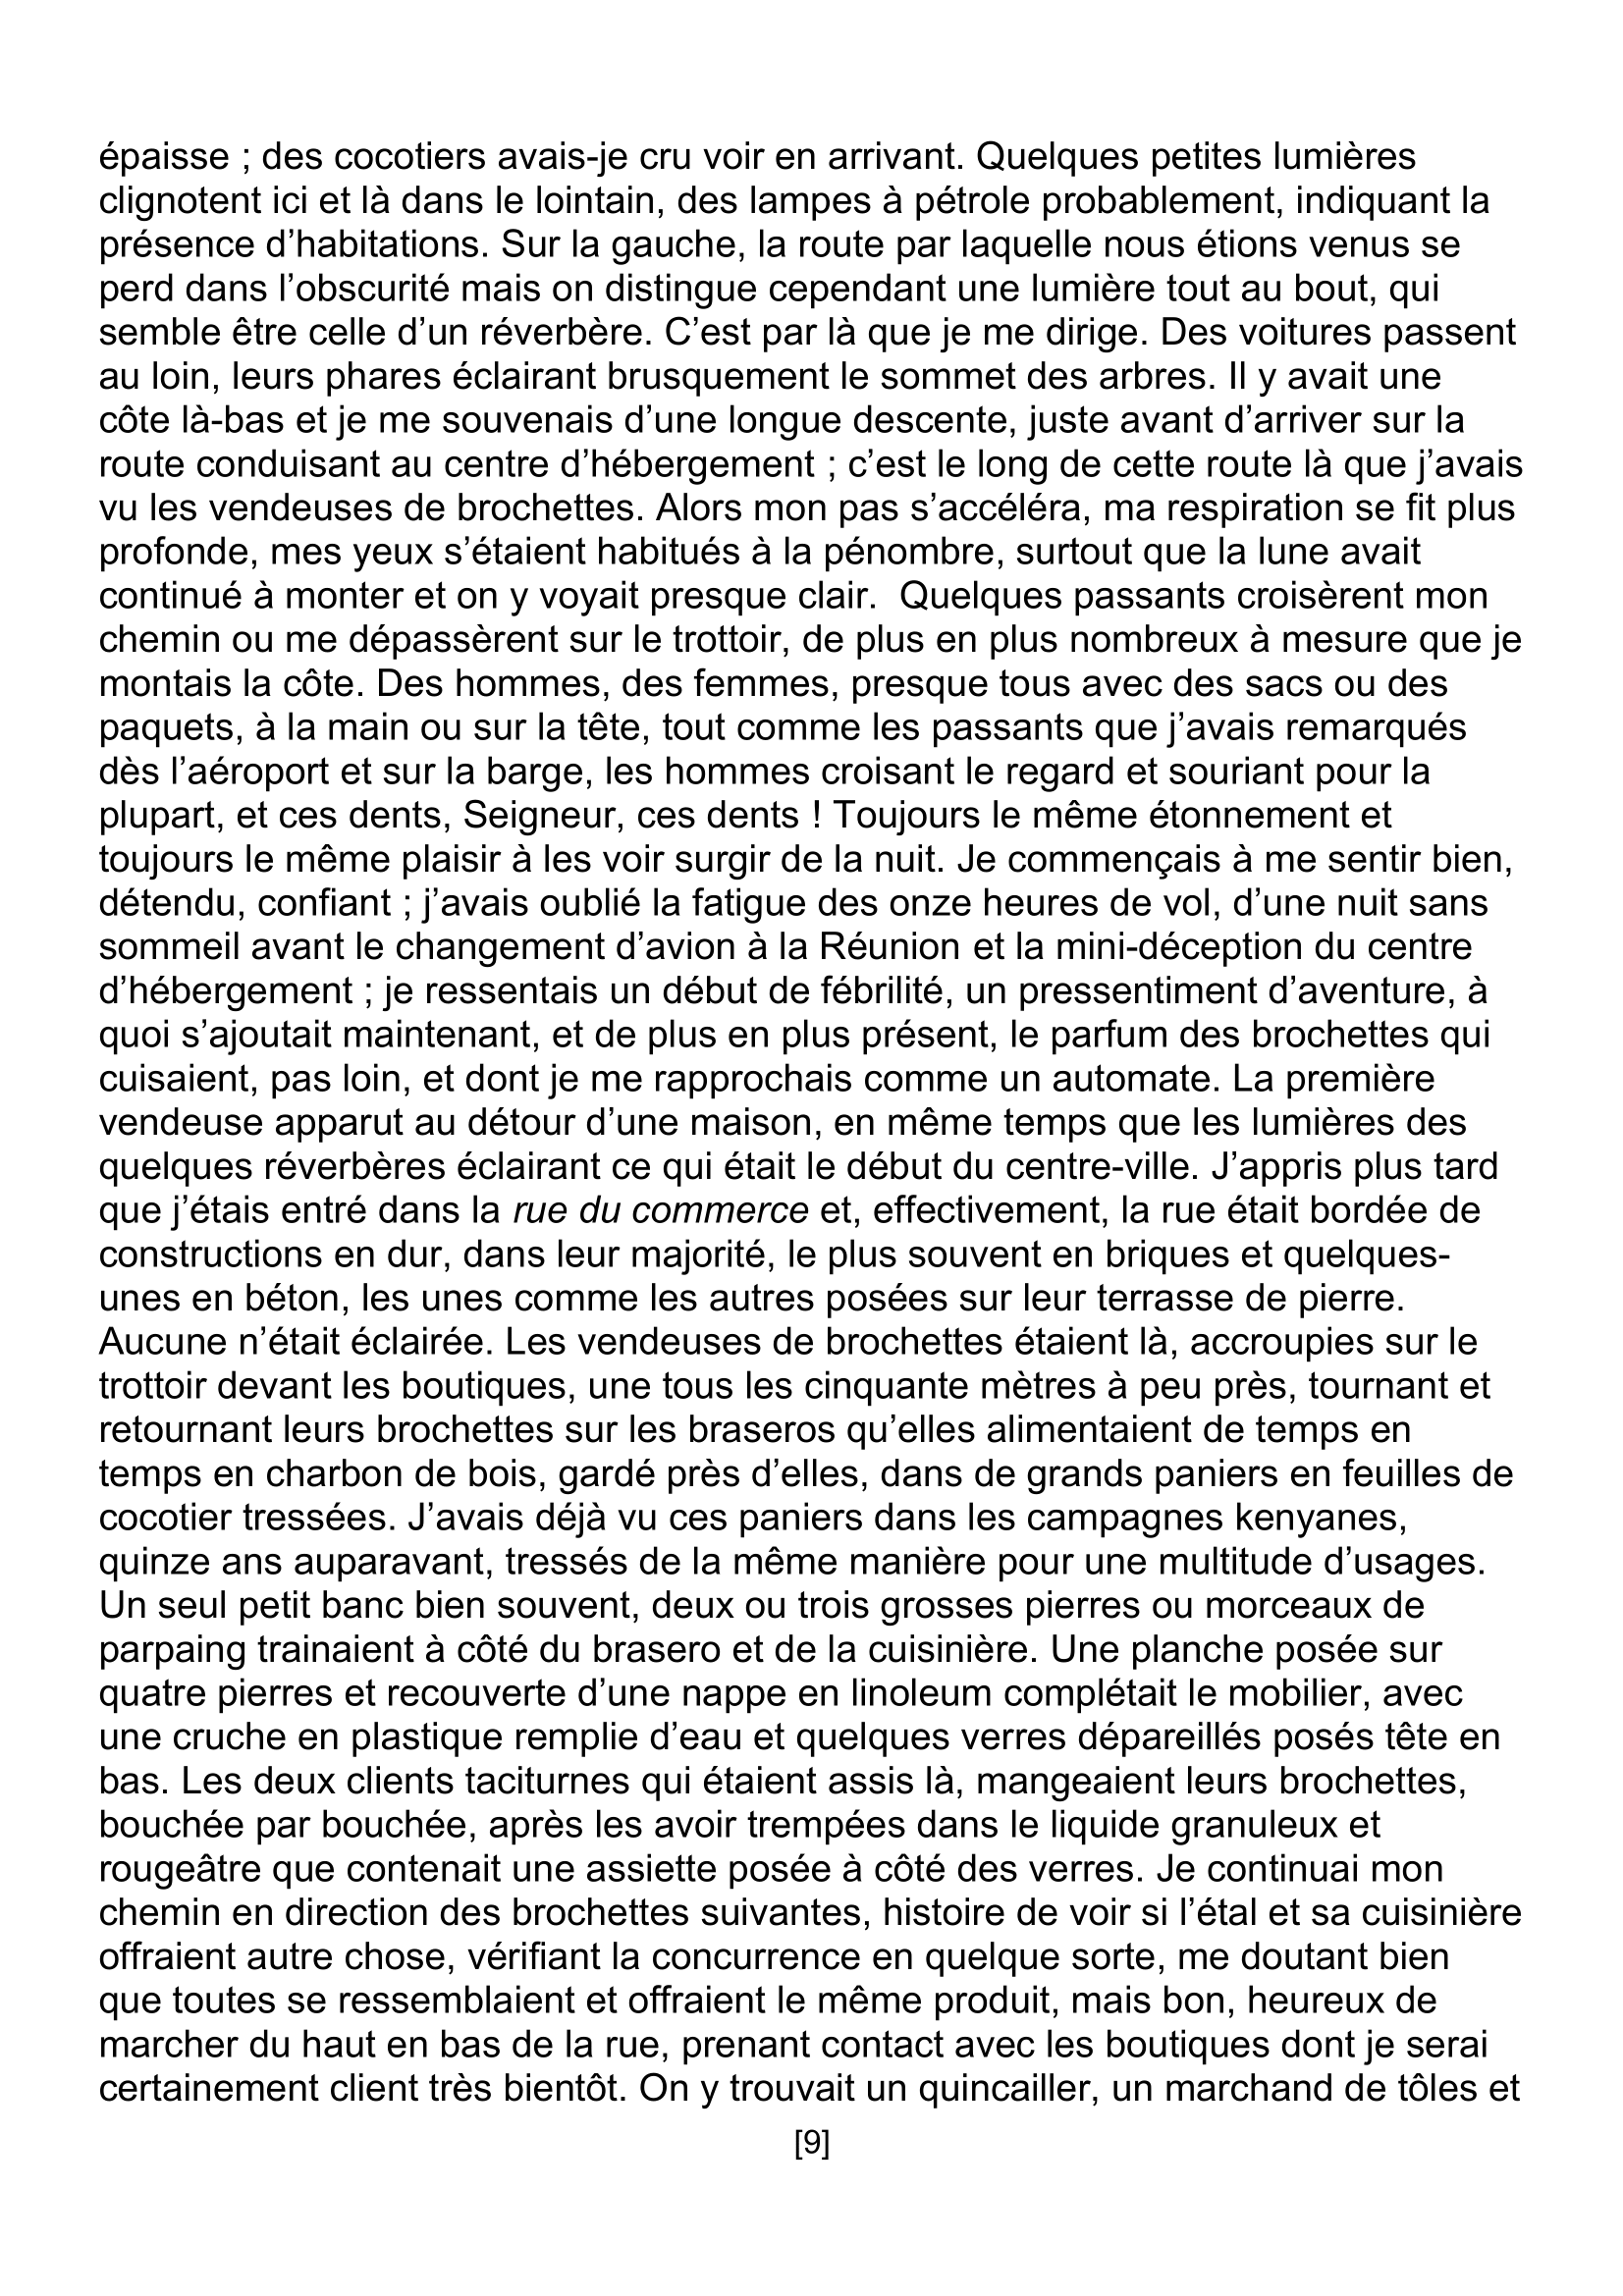 épaisse ; des cocotiers avais-je cru voir en arrivant. Quelques petites lumières
clignotent ici et là dans le lointain, des lampes à pétrole probablement, indiquant la
présence d’habitations. Sur la gauche, la route par laquelle nous étions venus se
perd dans l’obscurité mais on distingue cependant une lumière tout au bout, qui
semble être celle d’un réverbère. C’est par là que je me dirige. Des voitures passent
au loin, leurs phares éclairant brusquement le sommet des arbres. Il y avait une
côte là-bas et je me souvenais d’une longue descente, juste avant d’arriver sur la
route conduisant au centre d’hébergement ; c’est le long de cette route là que j’avais
vu les vendeuses de brochettes. Alors mon pas s’accéléra, ma respiration se fit plus
profonde, mes yeux s’étaient habitués à la pénombre, surtout que la lune avait
continué à monter et on y voyait presque clair.  Quelques passants croisèrent mon
chemin ou me dépassèrent sur le trottoir, de plus en plus nombreux à mesure que je
montais la côte. Des hommes, des femmes, presque tous avec des sacs ou des
paquets, à la main ou sur la tête, tout comme les passants que j’avais remarqués
dès l’aéroport et sur la barge, les hommes croisant le regard et souriant pour la
plupart, et ces dents, Seigneur, ces dents ! Toujours le même étonnement et
toujours le même plaisir à les voir surgir de la nuit. Je commençais à me sentir bien,
détendu, confiant ; j’avais oublié la fatigue des onze heures de vol, d’une nuit sans
sommeil avant le changement d’avion à la Réunion et la mini-déception du centre
d’hébergement ; je ressentais un début de fébrilité, un pressentiment d’aventure, à
quoi s’ajoutait maintenant, et de plus en plus présent, le parfum des brochettes qui
cuisaient, pas loin, et dont je me rapprochais comme un automate. La première
vendeuse apparut au détour d’une maison, en même temps que les lumières des
quelques réverbères éclairant ce qui était le début du centre-ville. J’appris plus tard
que j’étais entré dans la rue du commerce et, effectivement, la rue était bordée de
constructions en dur, dans leur majorité, le plus souvent en briques et quelques-
unes en béton, les unes comme les autres posées sur leur terrasse de pierre.
Aucune n’était éclairée. Les vendeuses de brochettes étaient là, accroupies sur le
trottoir devant les boutiques, une tous les cinquante mètres à peu près, tournant et
retournant leurs brochettes sur les braseros qu’elles alimentaient de temps en
temps en charbon de bois, gardé près d’elles, dans de grands paniers en feuilles de
cocotier tressées. J’avais déjà vu ces paniers dans les campagnes kenyanes,
quinze ans auparavant, tressés de la même manière pour une multitude d’usages.
Un seul petit banc bien souvent, deux ou trois grosses pierres ou morceaux de
parpaing trainaient à côté du brasero et de la cuisinière. Une planche posée sur
quatre pierres et recouverte d’une nappe en linoleum complétait le mobilier, avec
une cruche en plastique remplie d’eau et quelques verres dépareillés posés tête en
bas. Les deux clients taciturnes qui étaient assis là, mangeaient leurs brochettes,
bouchée par bouchée, après les avoir trempées dans le liquide granuleux et
rougeâtre que contenait une assiette posée à côté des verres. Je continuai mon
chemin en direction des brochettes suivantes, histoire de voir si l’étal et sa cuisinière
offraient autre chose, vérifiant la concurrence en quelque sorte, me doutant bien
que toutes se ressemblaient et offraient le même produit, mais bon, heureux de
marcher du haut en bas de la rue, prenant contact avec les boutiques dont je serai
certainement client très bientôt. On y trouvait un quincailler, un marchand de tôles et
[9]